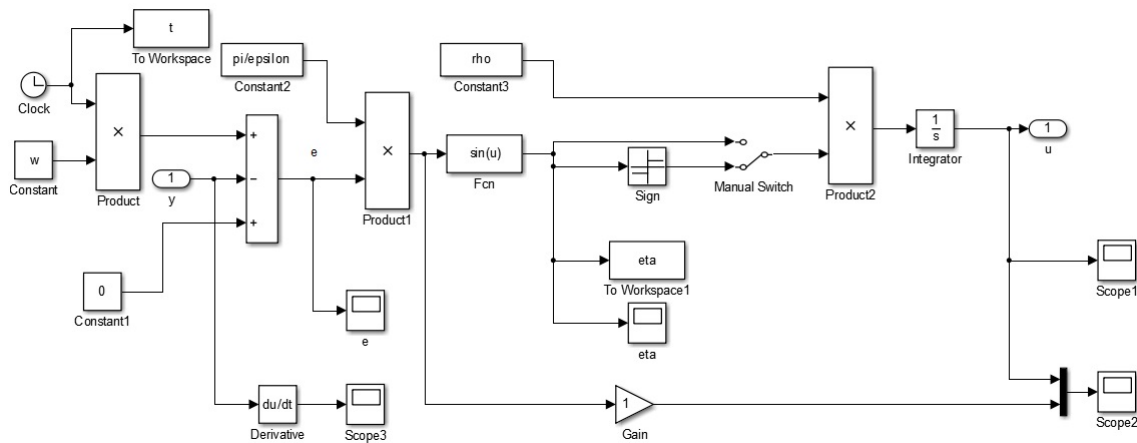 t
To Workspace
pi/epsilon
Constant2
rho
Constant3
Clock
×
Product
w
Constant
+
−
+
e
×
Product1
sin(u)
Fcn
Sign
Manual Switch
×
Product2
1
s
Integrator
1
u
1
y
0
Constant1
eta
To Workspace1
Scope1
e
eta
du/dt
Derivative
Scope3
1
Gain
Scope2